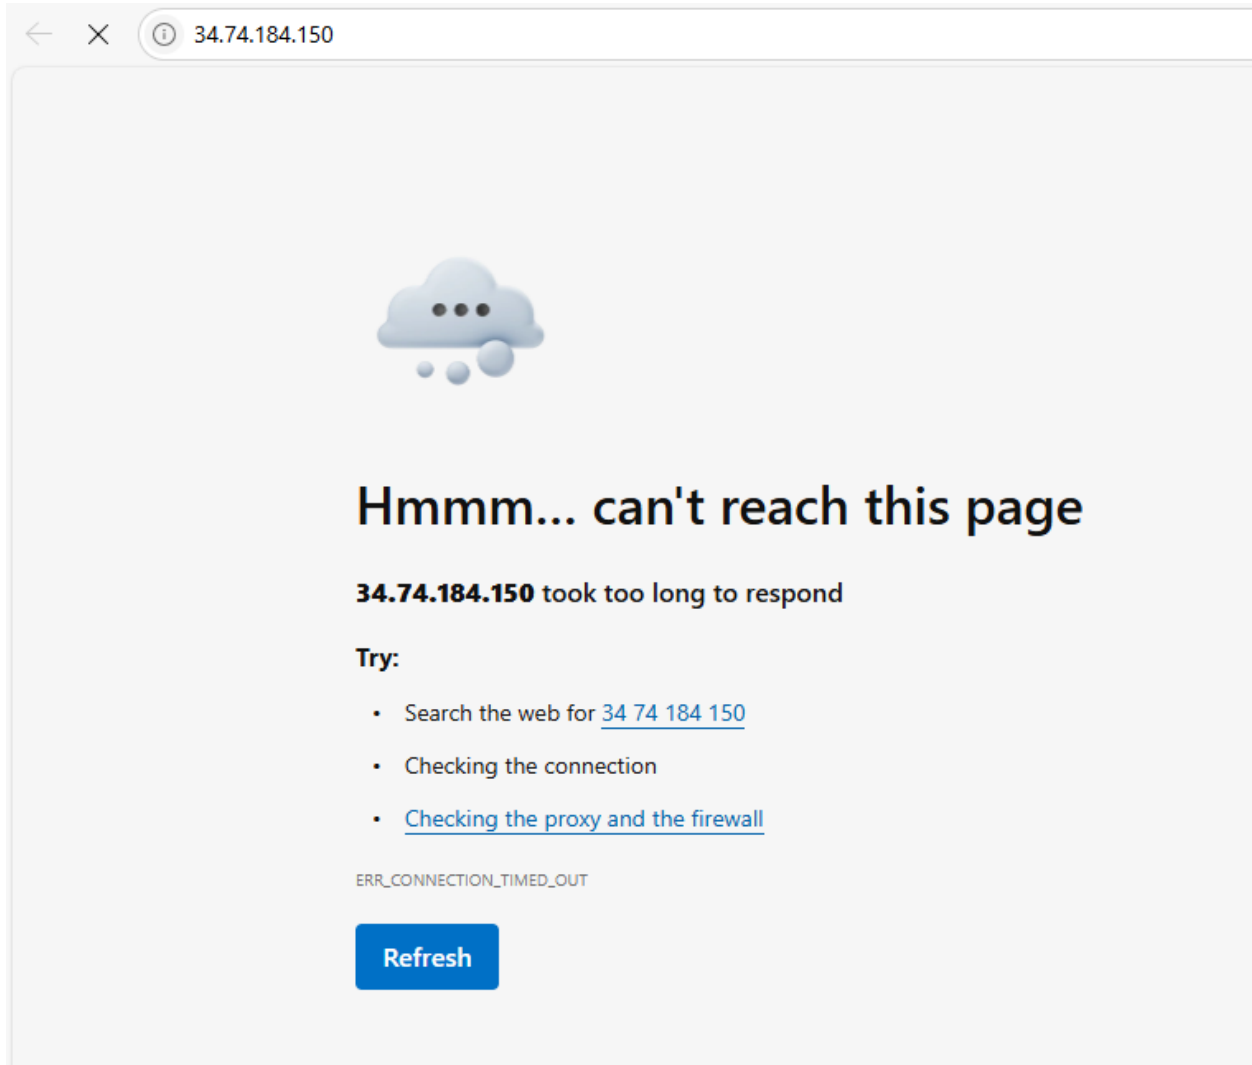 34.74.184.150
Hmmm... can't reach this page
34.74.184.150 took too long to respond
Try:
• Search the web for 34 74 184 150
• Checking the connection
• Checking the proxy and the firewall
ERR_CONNECTION_TIMED_OUT
Refresh